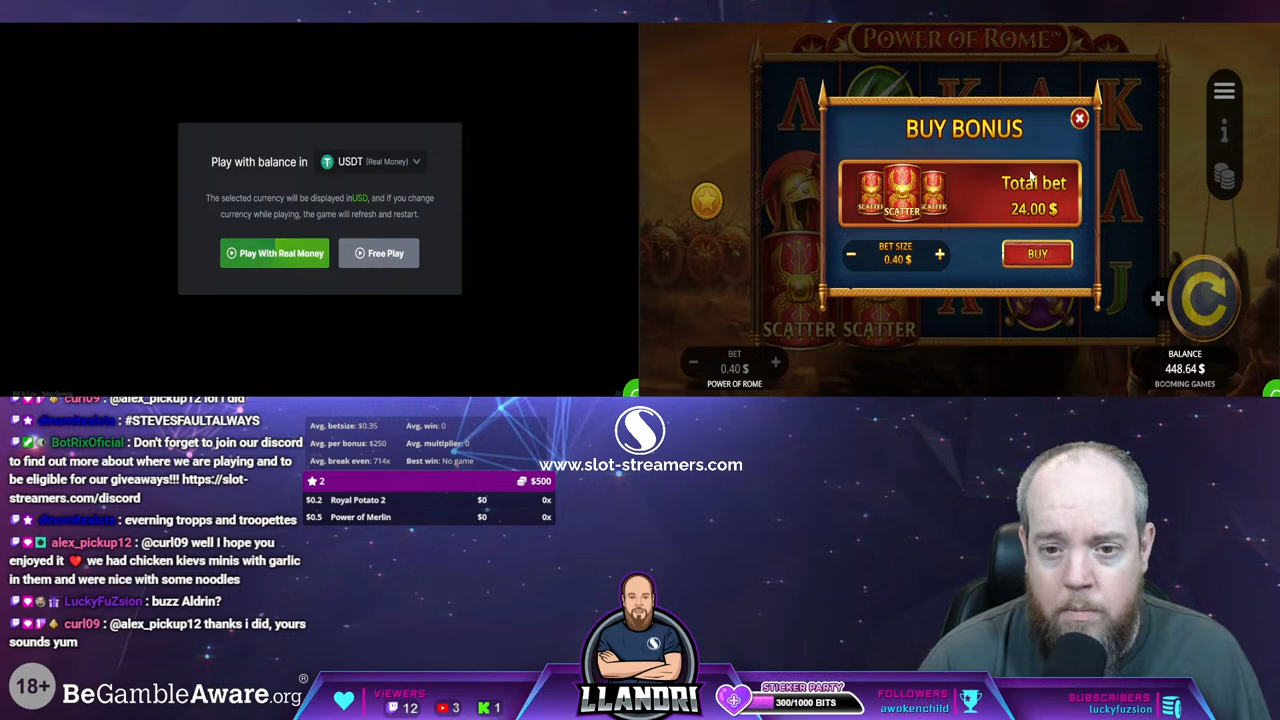 Play with balance in USDT (Real Money)
The selected currency will be displayed inUSD, and if you change
currency while playing, the game will refresh and restart.
Play With Real Money
Free Play
POWER OF ROME™
BUY BONUS
SCATTER SCATTER SCATTER
Total bet
24.00 $
BET SIZE
0.40 $
BUY
SCATTER SCATTER
BET
0.40 $
POWER OF ROME
BALANCE
448.64 $
BOOMING GAMES
curl09 : @alex_pickup12 lol i did
: #STEVESFAULTALWAYS
BotRixOficial : Don't forget to join our discord
to find out more about where we are playing and to
be eligible for our giveaways!!! https://slot-
streamers.com/discord
: everning tropps and troopettes
alex_pickup12 : @curl09 well I hope you
enjoyed it ❤️ we had chicken kievs minis with garlic
in them and were nice with some noodles
LuckyFuZsion : buzz Aldrin?
curl09 : @alex_pickup12 thanks i did, yours
sounds yum
Avg. betsize: $0.35 Avg. win: 0
Avg. per bonus: $250 Avg. multiplier: 0
Avg. break even: 714x Best win: No game
2 $500
$0.2 Royal Potato 2 $0 0x
$0.5 Power of Merlin $0 0x
www.slot-streamers.com
18+ BeGambleAware.org®
VIEWERS
12 3 1
LLANDRI
STICKER PARTY
300/1000 BITS
FOLLOWERS
awokenchild
SUBSCRIBERS
luckyfuzsion